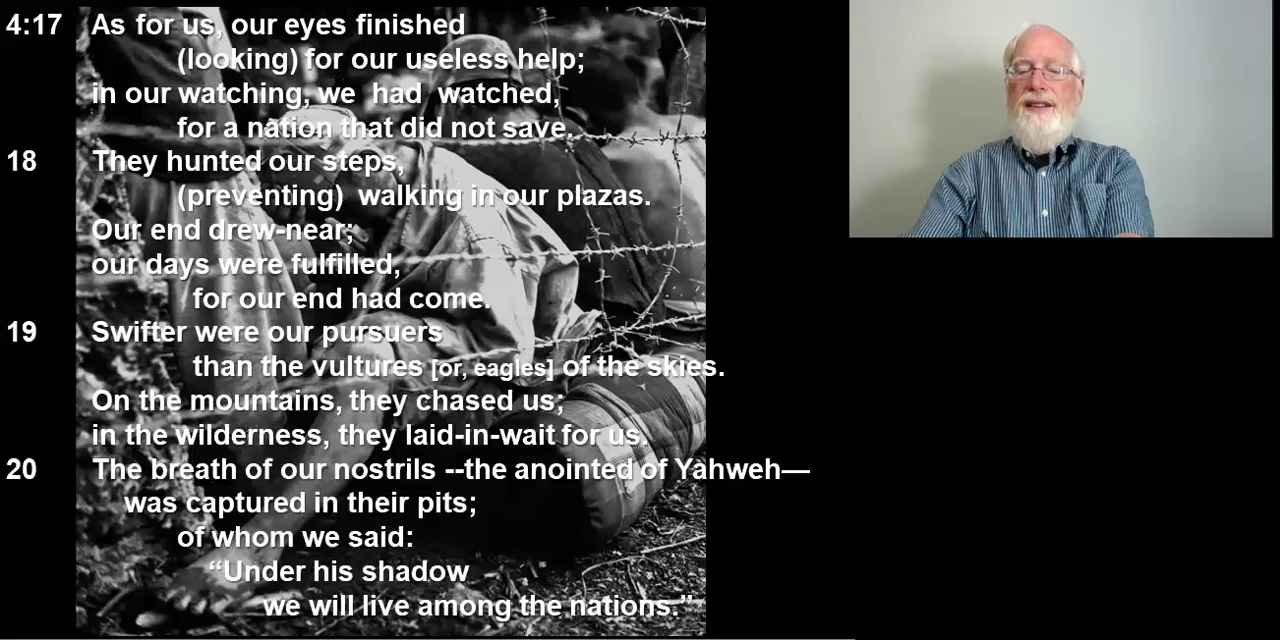 4:17 As for us, our eyes finished
(looking) for our useless help;
in our watching, we had watched,
for a nation that did not save.
18 They hunted our steps,
(preventing) walking in our plazas.
Our end drew-near;
our days were fulfilled,
for our end had come.
19 Swifter were our pursuers
than the vultures [or, eagles] of the skies.
On the mountains, they chased us;
in the wilderness, they laid-in-wait for us.
20 The breath of our nostrils --the anointed of Yahweh—
was captured in their pits;
of whom we said:
“Under his shadow
we will live among the nations.”